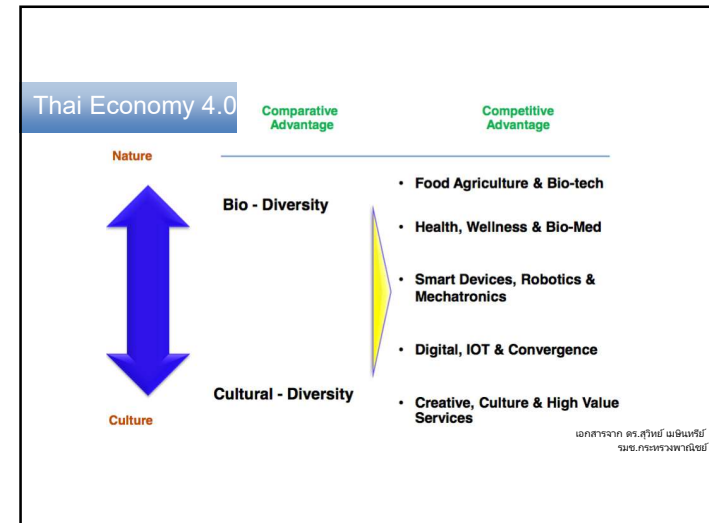 Thai Economy 4.0
Comparative
Advantage
Competitive
Advantage
Nature
Bio - Diversity
• Food Agriculture & Bio-tech
• Health, Wellness & Bio-Med
• Smart Devices, Robotics &
Mechatronics
• Digital, IOT & Convergence
Cultural - Diversity
• Creative, Culture & High Value
Services
Culture
เอกสารจาก ดร.สุวิทย์ เมษินทรีย์
รมช.กระทรวงพาณิชย์